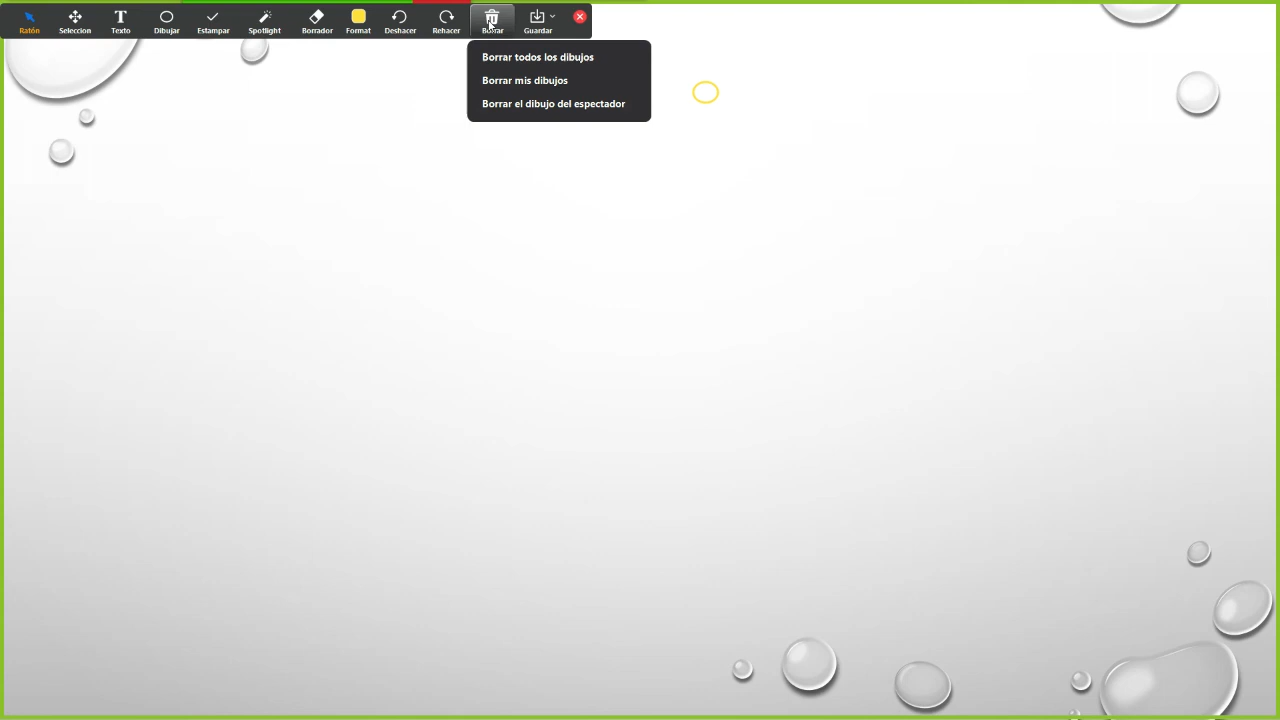 Ratón Seleccion Texto Dibujar Estampar Spotlight Borrador Format Deshacer Rehacer Borrar Guardar
Borrar todos los dibujos
Borrar mis dibujos
Borrar el dibujo del espectador